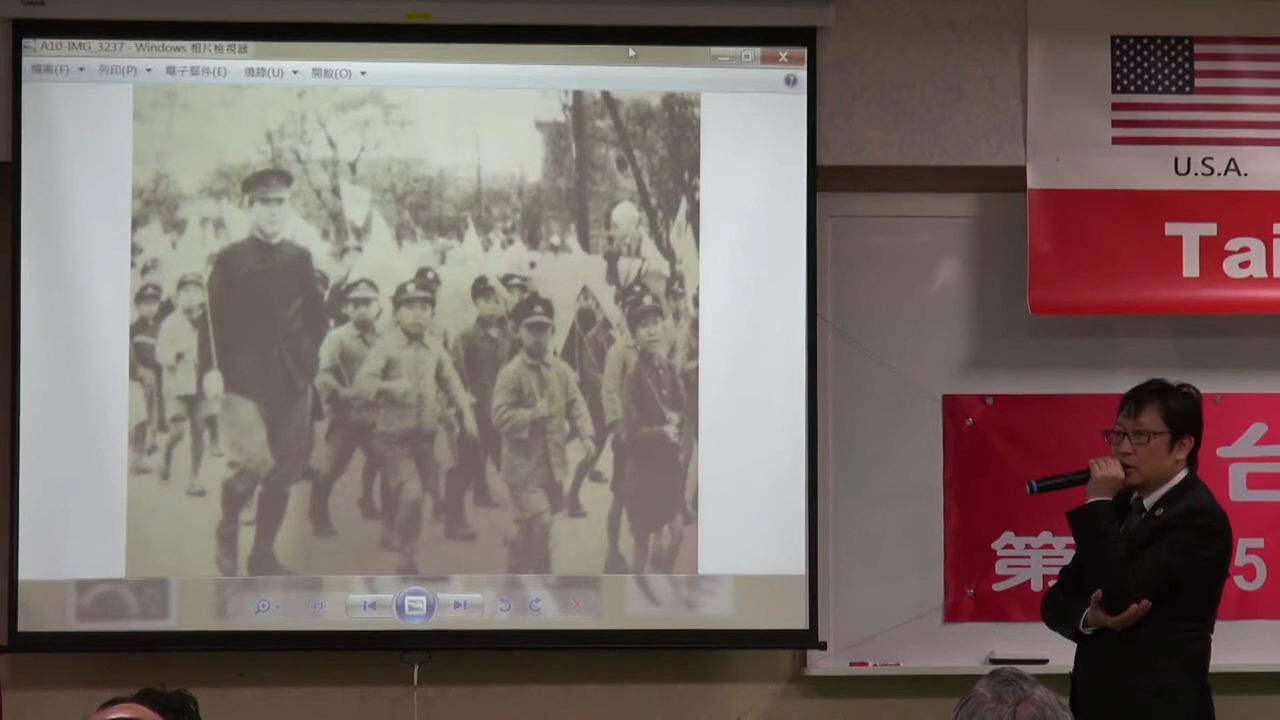 A10-IMG_3237 - Windows 相片檢視器
檔案(F) 列印(P) 電子郵件(E) 燒錄(U) 開啟(O)
U.S.A.
Tai
台
第 5